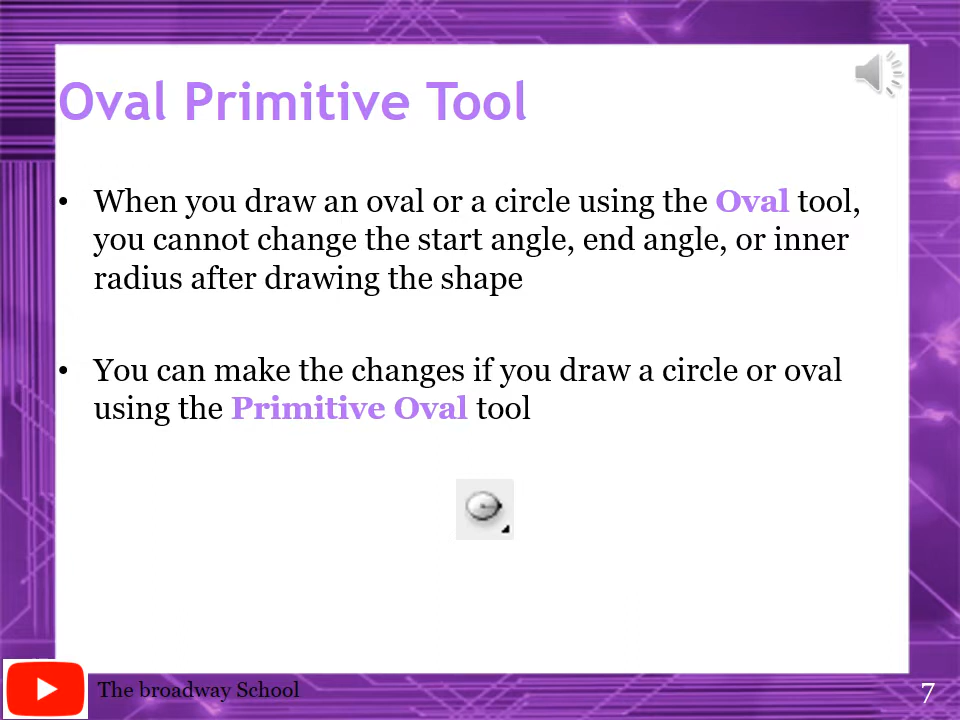 Oval Primitive Tool
• When you draw an oval or a circle using the Oval tool,
you cannot change the start angle, end angle, or inner
radius after drawing the shape
• You can make the changes if you draw a circle or oval
using the Primitive Oval tool
The broadway School
7